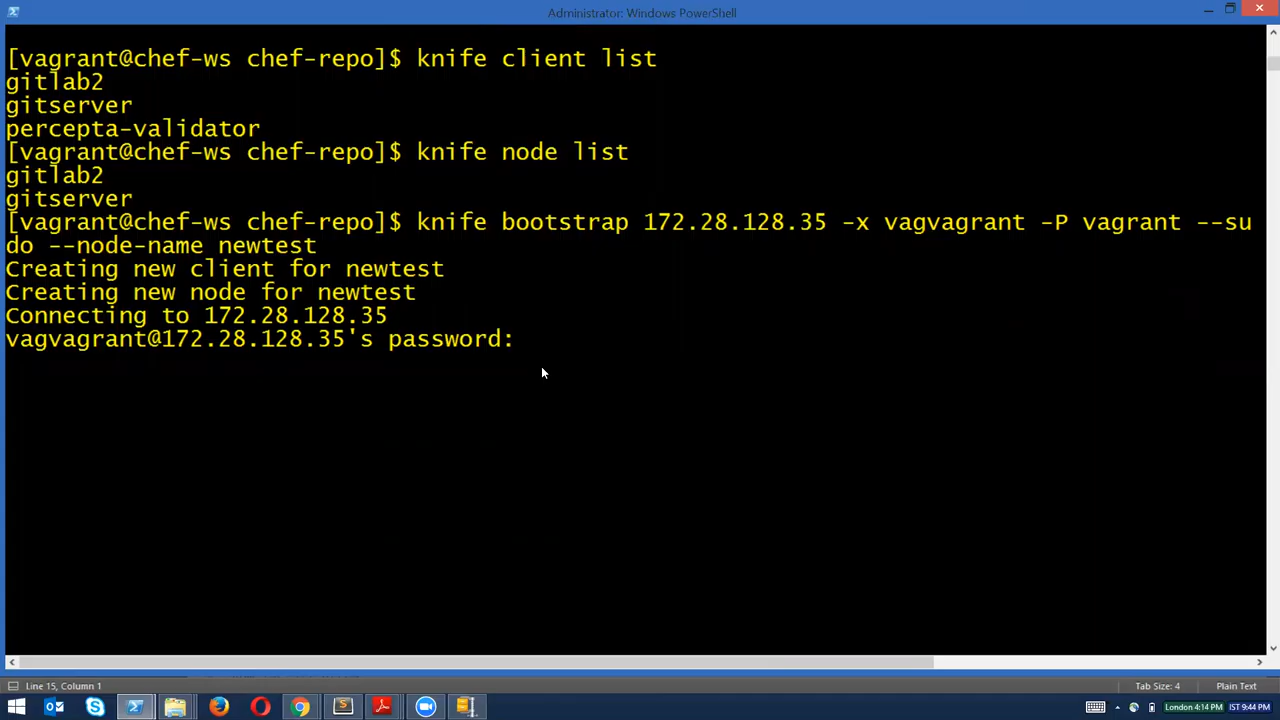 Administrator: Windows PowerShell
[vagrant@chef-ws chef-repo]$ knife client list
gitlab2
gitserver
percepta-validator
[vagrant@chef-ws chef-repo]$ knife node list
gitlab2
gitserver
[vagrant@chef-ws chef-repo]$ knife bootstrap 172.28.128.35 -x vagvagrant -P vagrant --su
do --node-name newtest
Creating new client for newtest
Creating new node for newtest
Connecting to 172.28.128.35
vagvagrant@172.28.128.35's password:
Line 15, Column 1
Tab Size: 4
Plain Text
London 4:14 PM
IST 9:44 PM